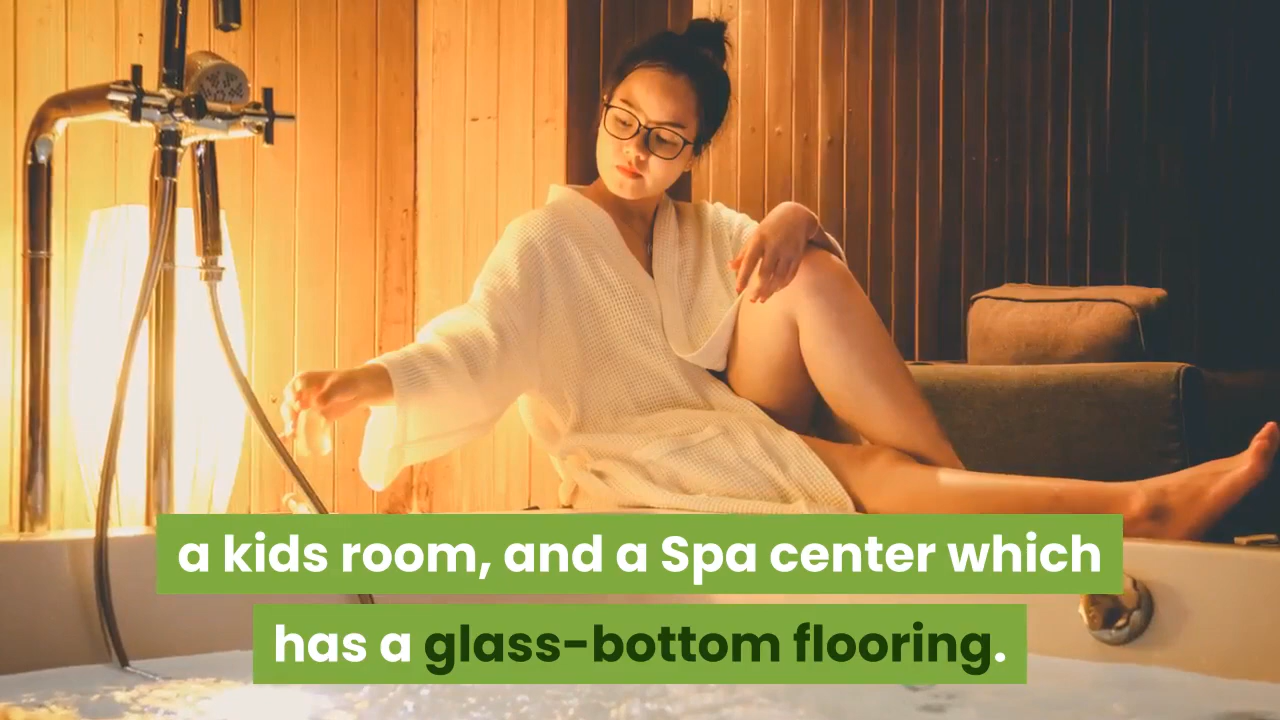 a kids room, and a Spa center which
has a glass-bottom flooring.